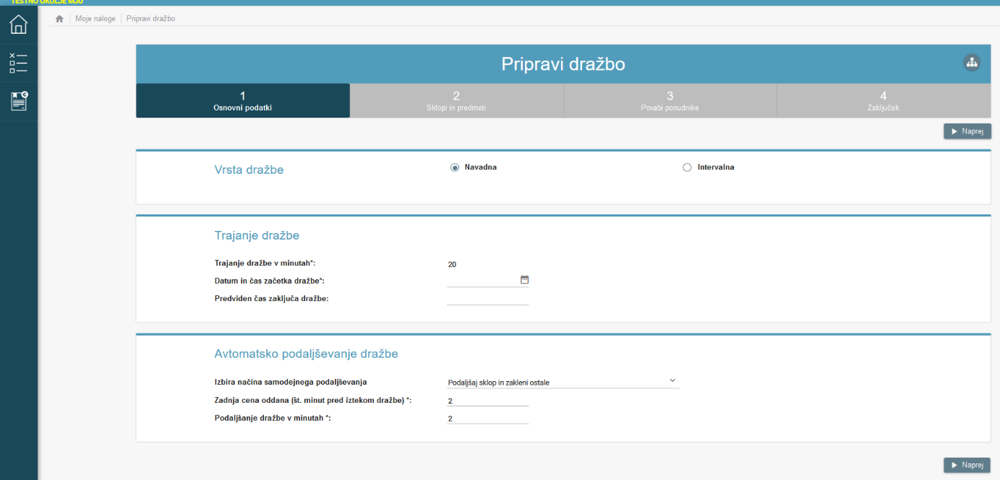 TESTNO OKOLJE MJU
Moje naloge Pripravi dražbo
Pripravi dražbo
1
Osnovni podatki
2
Sklopi in predmeti
3
Povabi ponudnike
4
Zaključek
Naprej
Vrsta dražbe
Navadna
Intervalna
Trajanje dražbe
Trajanje dražbe v minutah*: 20
Datum in čas začetka dražbe*:
Predviden čas zaključa dražbe:
Avtomatsko podaljševanje dražbe
Izbira načina samodejnega podaljševanja Podaljšaj sklop in zakleni ostale
Zadnja cena oddana (št. minut pred iztekom dražbe) *: 2
Podaljšanje dražbe v minutah *: 2
Naprej